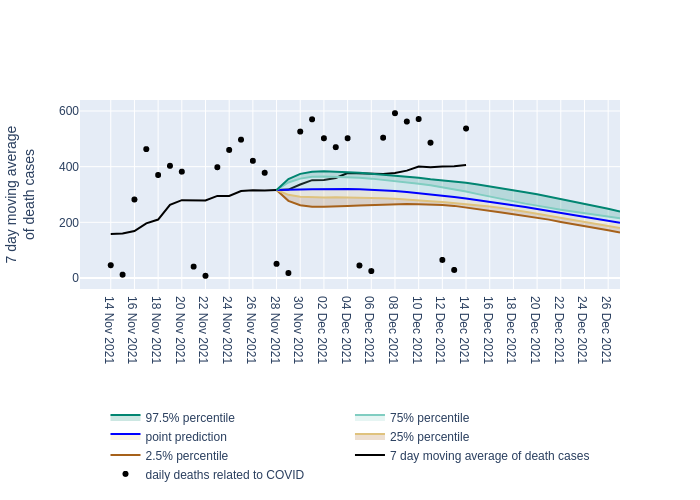 7 day moving average
of death cases
600
400
200
0
14 Nov 2021
16 Nov 2021
18 Nov 2021
20 Nov 2021
22 Nov 2021
24 Nov 2021
26 Nov 2021
28 Nov 2021
30 Nov 2021
02 Dec 2021
04 Dec 2021
06 Dec 2021
08 Dec 2021
10 Dec 2021
12 Dec 2021
14 Dec 2021
16 Dec 2021
18 Dec 2021
20 Dec 2021
22 Dec 2021
24 Dec 2021
26 Dec 2021
97.5% percentile
75% percentile
point prediction
25% percentile
2.5% percentile
7 day moving average of death cases
daily deaths related to COVID